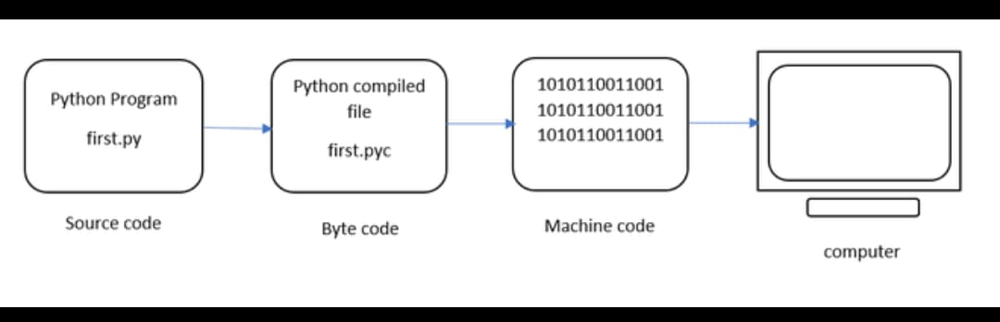 Python Program
first.py
Source code
Python compiled
file
first.pyc
Byte code
1010110011001
1010110011001
1010110011001
Machine code
computer